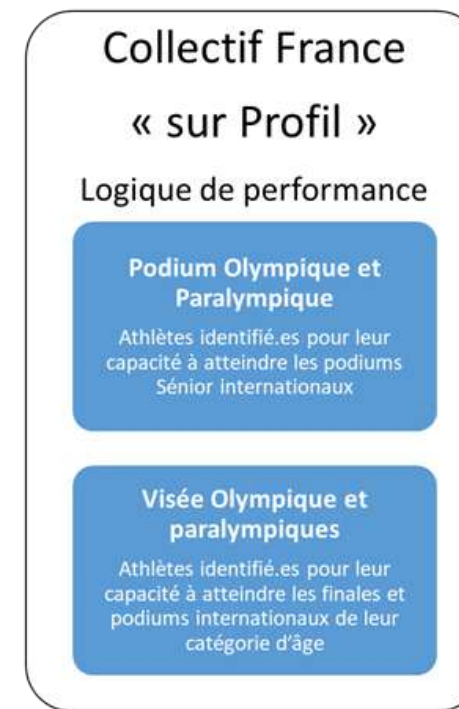 Collectif France
« sur Profil »
Logique de performance
Podium Olympique et
Paralympique
Athlètes identifié.es pour leur
capacité à atteindre les podiums
Sénior internationaux
Visée Olympique et
paralympiques
Athlètes identifié.es pour leur
capacité à atteindre les finales et
podiums internationaux de leur
catégorie d'âge